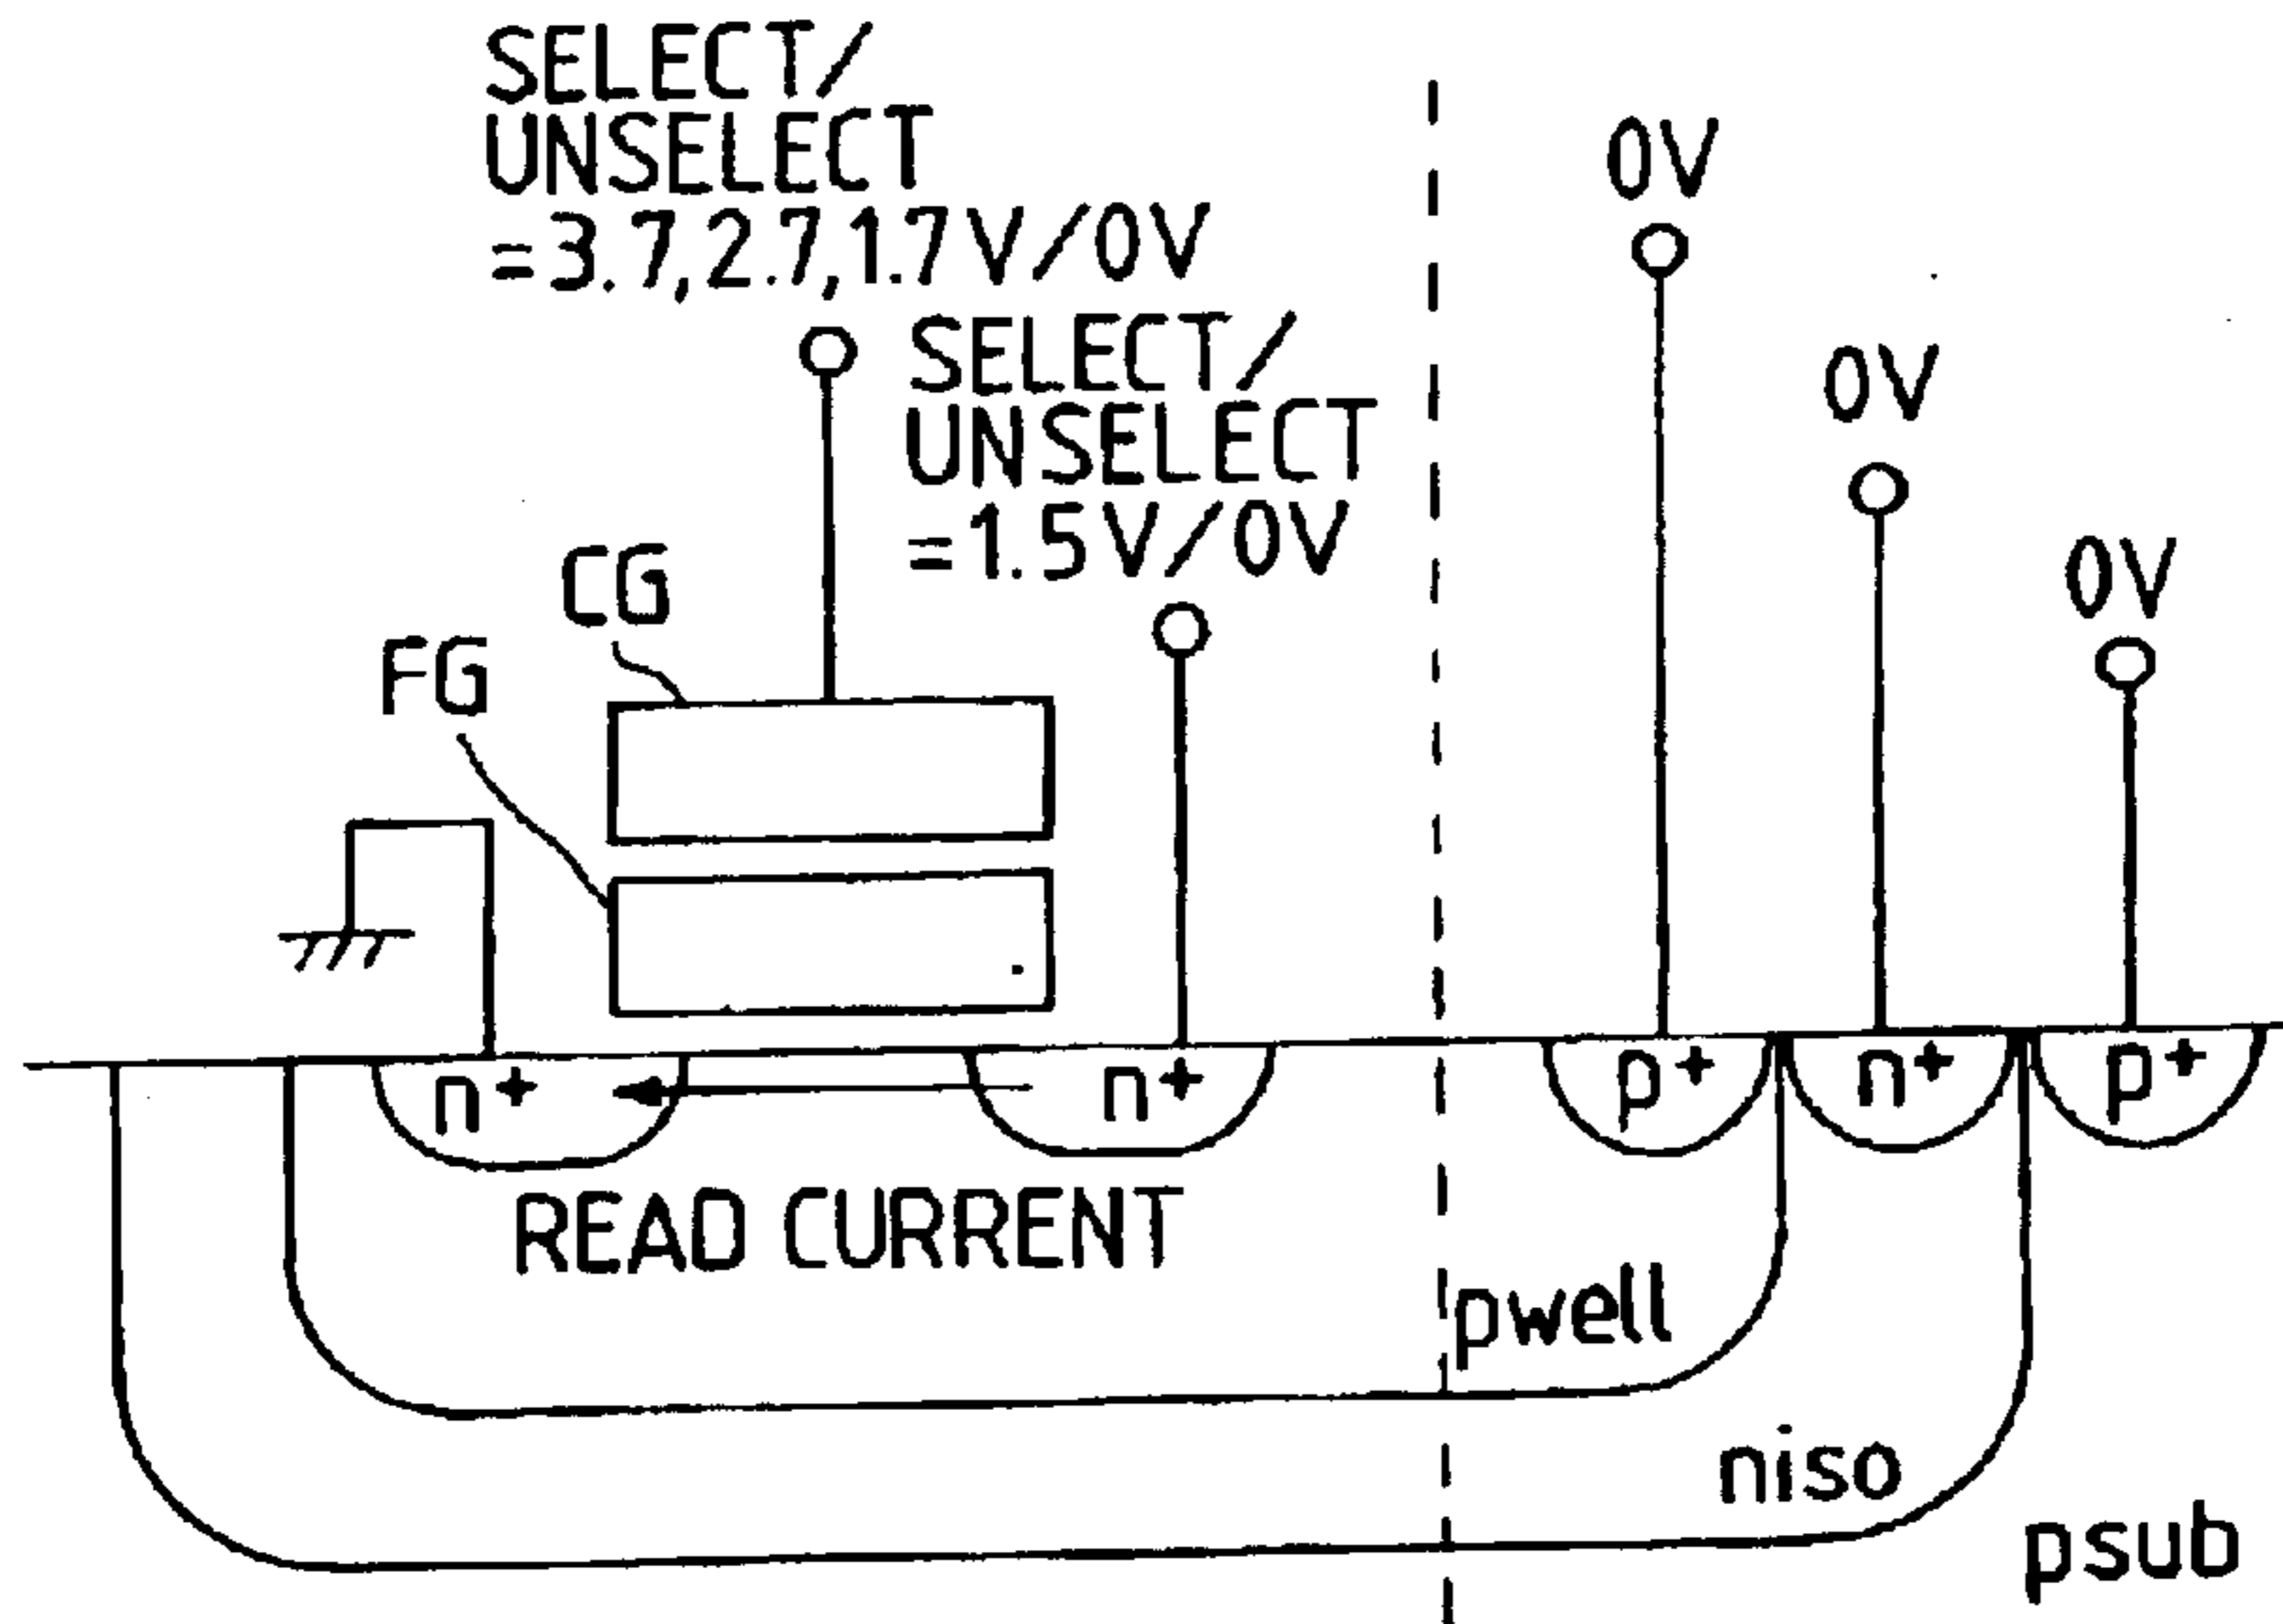 SELECT/
UNSELECT
=3.7,2.7,1.7V/0V
SELECT/
UNSELECT
=1.5V/0V
0V
0V
0V
CG
FG
n+
n+
p+
n+
p+
READ CURRENT
pwell
niso
psub